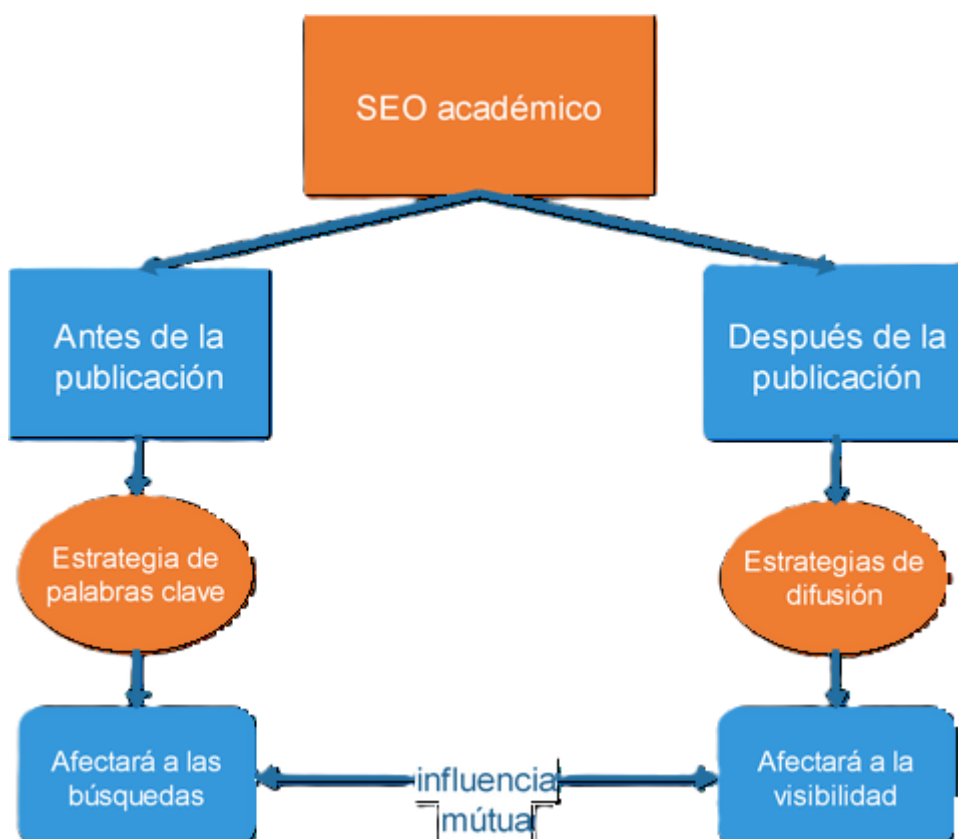 SEO académico
Antes de la
publicación
Después de la
publicación
Estrategia de
palabras clave
Estrategias de
difusión
Afectará a las
búsquedas
influencia
mútua
Afectará a la
visibilidad